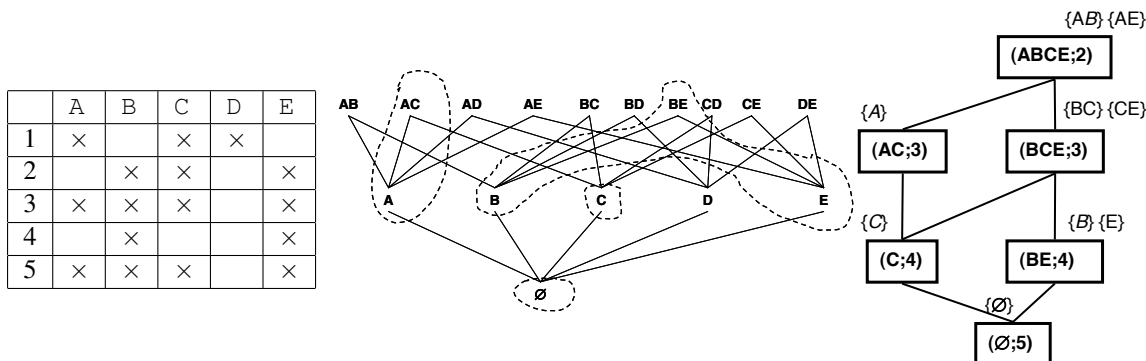 A B C D E
1 × × ×
2 × × ×
3 × × × ×
4 × ×
5 × × × ×
AB AC AD AE BC BD BE CD CE DE
A B C D E
Ø
{AB} {AE}
(ABCE;2)
{A} {BC} {CE}
(AC;3) (BCE;3)
{C} {B} {E}
(C;4) (BE;4)
{Ø}
(Ø;5)